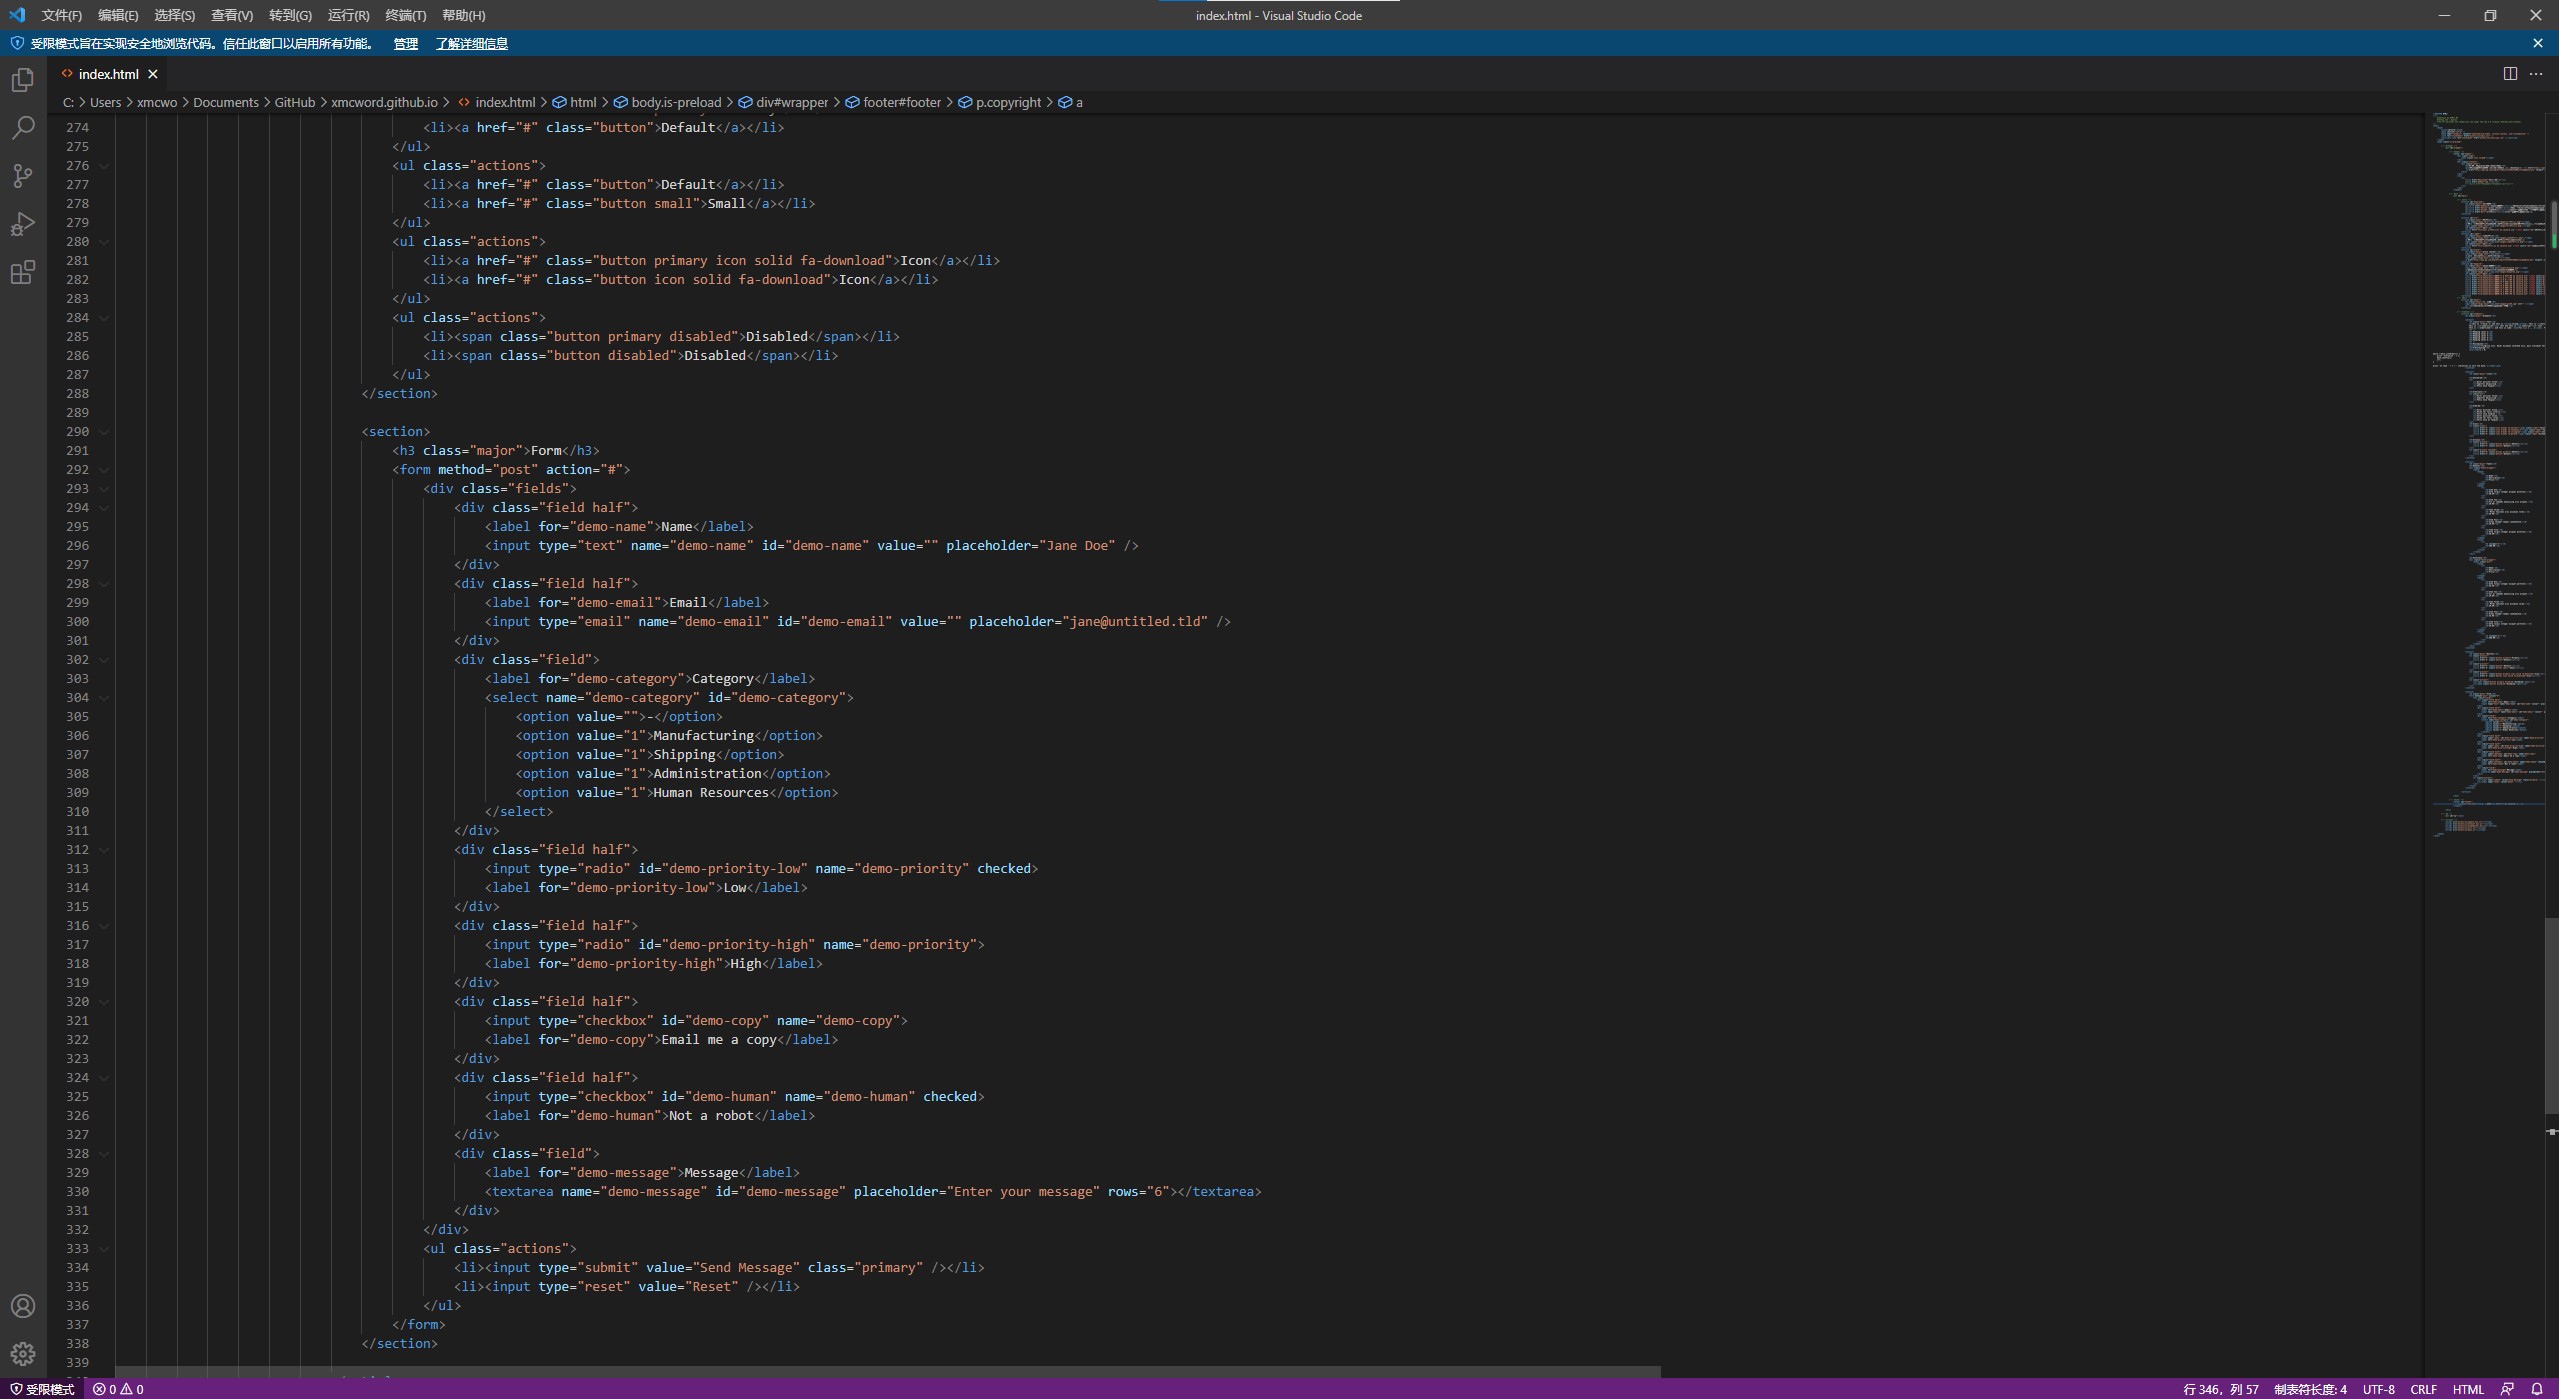 文件(F) 编辑(E) 选择(S) 查看(V) 转到(G) 运行(R) 终端(T) 帮助(H) index.html - Visual Studio Code
受限模式旨在实现安全地浏览代码。信任此窗口以启用所有功能。 管理 了解详细信息
index.html
C: > Users > xmcwo > Documents > GitHub > xmcword.github.io > index.html > html > body.is-preload > div#wrapper > footer#footer > p.copyright > a
274 <li><a href="#" class="button">Default</a></li>
275 </ul>
276 <ul class="actions">
277 <li><a href="#" class="button">Default</a></li>
278 <li><a href="#" class="button small">Small</a></li>
279 </ul>
280 <ul class="actions">
281 <li><a href="#" class="button primary icon solid fa-download">Icon</a></li>
282 <li><a href="#" class="button icon solid fa-download">Icon</a></li>
283 </ul>
284 <ul class="actions">
285 <li><span class="button primary disabled">Disabled</span></li>
286 <li><span class="button disabled">Disabled</span></li>
287 </ul>
288 </section>
289
290 <section>
291 <h3 class="major">Form</h3>
292 <form method="post" action="#">
293 <div class="fields">
294 <div class="field half">
295 <label for="demo-name">Name</label>
296 <input type="text" name="demo-name" id="demo-name" value="" placeholder="Jane Doe" />
297 </div>
298 <div class="field half">
299 <label for="demo-email">Email</label>
300 <input type="email" name="demo-email" id="demo-email" value="" placeholder="jane@untitled.tld" />
301 </div>
302 <div class="field">
303 <label for="demo-category">Category</label>
304 <select name="demo-category" id="demo-category">
305 <option value="">-</option>
306 <option value="1">Manufacturing</option>
307 <option value="1">Shipping</option>
308 <option value="1">Administration</option>
309 <option value="1">Human Resources</option>
310 </select>
311 </div>
312 <div class="field half">
313 <input type="radio" id="demo-priority-low" name="demo-priority" checked>
314 <label for="demo-priority-low">Low</label>
315 </div>
316 <div class="field half">
317 <input type="radio" id="demo-priority-high" name="demo-priority">
318 <label for="demo-priority-high">High</label>
319 </div>
320 <div class="field half">
321 <input type="checkbox" id="demo-copy" name="demo-copy">
322 <label for="demo-copy">Email me a copy</label>
323 </div>
324 <div class="field half">
325 <input type="checkbox" id="demo-human" name="demo-human" checked>
326 <label for="demo-human">Not a robot</label>
327 </div>
328 <div class="field">
329 <label for="demo-message">Message</label>
330 <textarea name="demo-message" id="demo-message" placeholder="Enter your message" rows="6"></textarea>
331 </div>
332 </div>
333 <ul class="actions">
334 <li><input type="submit" value="Send Message" class="primary" /></li>
335 <li><input type="reset" value="Reset" /></li>
336 </ul>
337 </form>
338 </section>
339
受限模式 0 0 行 346，列 57 制表符长度: 4 UTF-8 CRLF HTML